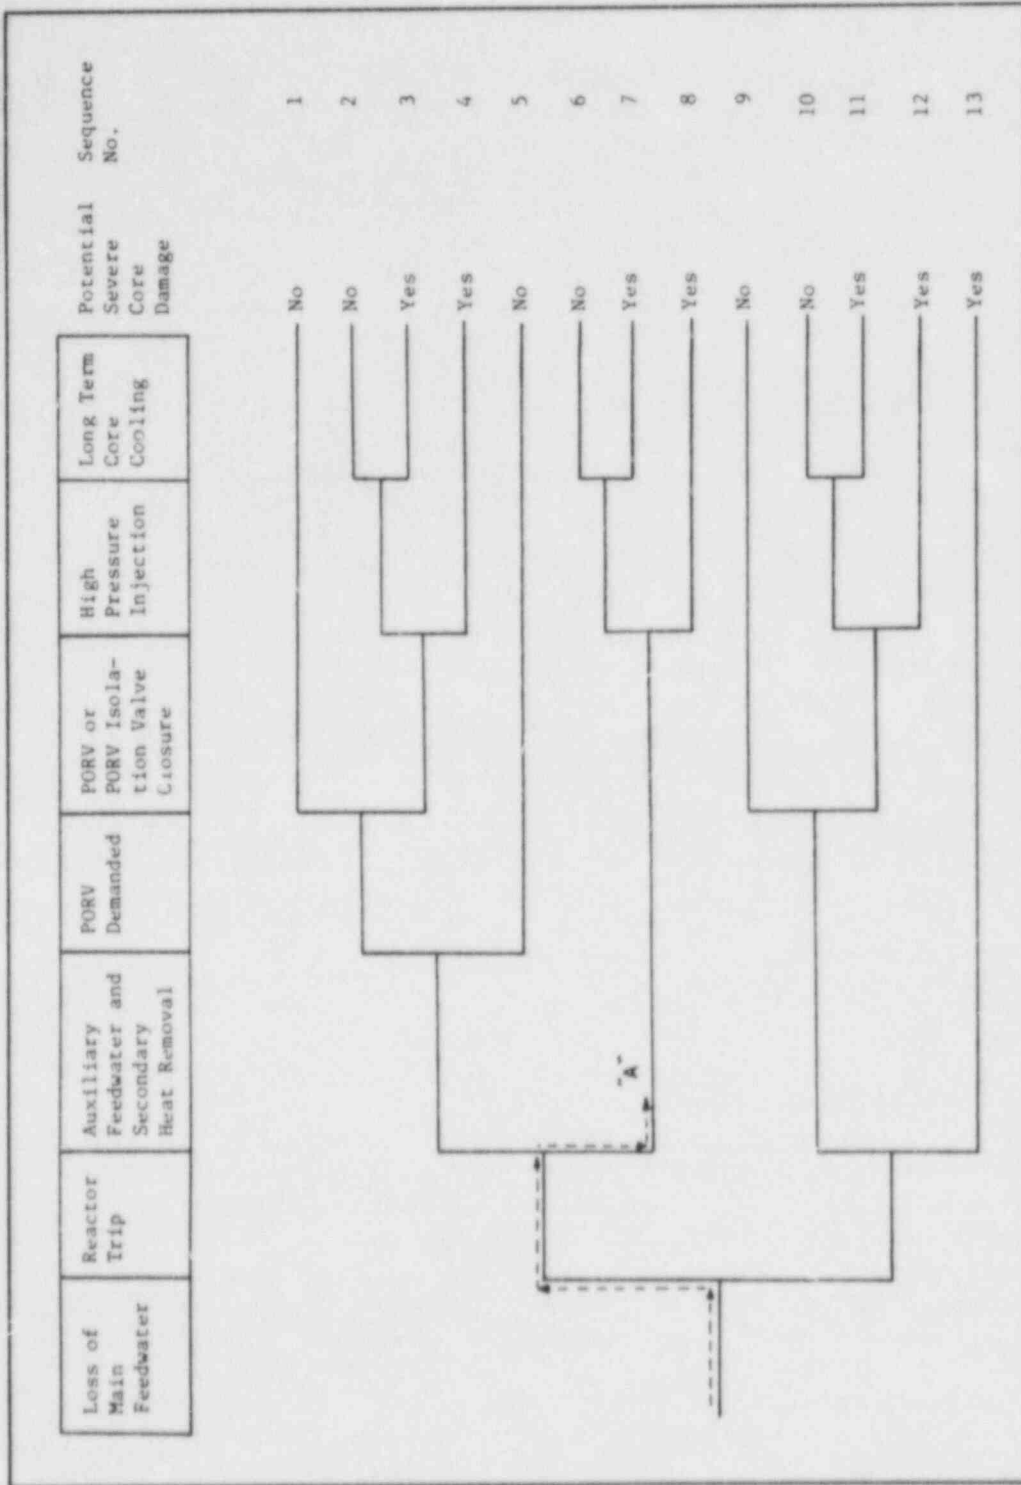 Loss of
Main
Feedwater
Reactor
Trip
Auxiliary
Feedwater and
Secondary
Heat Removal
PORV
Demanded
PORV or
PORV Isola-
tion Valve
Closure
High
Pressure
Injection
Long Term
Core
Cooling
Potential
Severe
Core
Damage
Sequence
No.
No 1
No 2
Yes 3
Yes 4
No 5
No 6
Yes 7
Yes 8
No 9
No 10
Yes 11
Yes 12
Yes 13
"A"